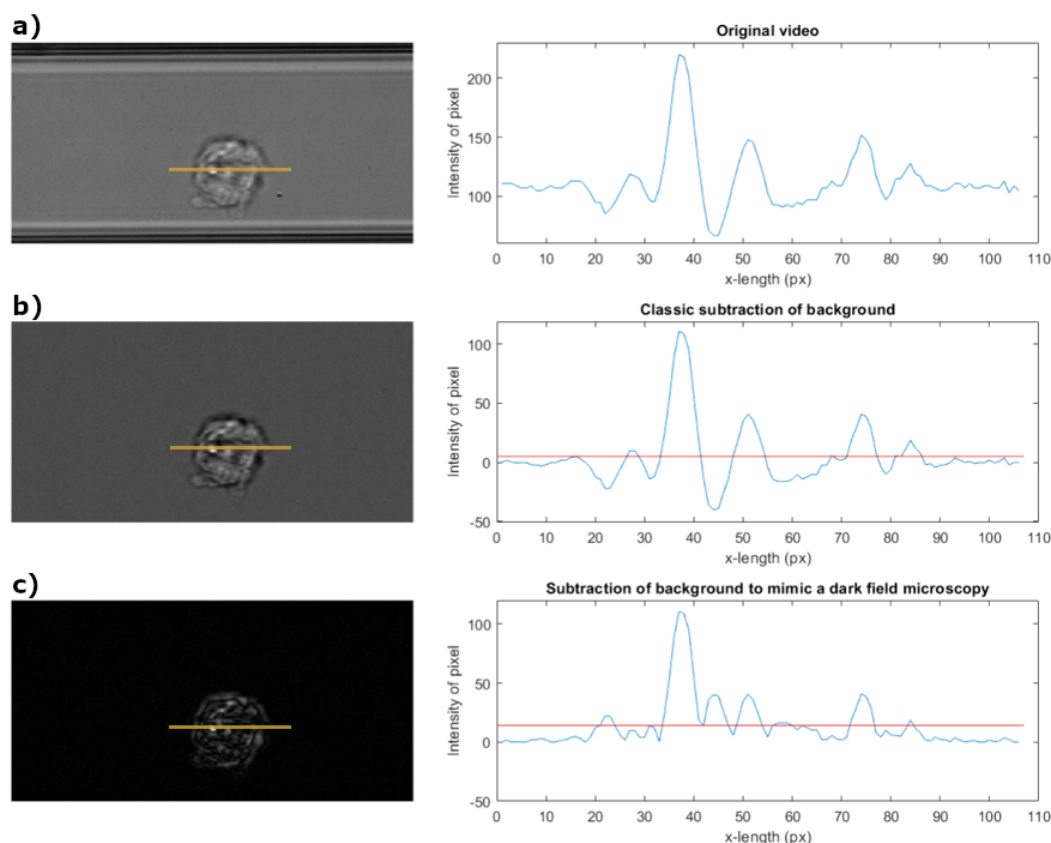 a)
Original video
Intensity of pixel
200
150
100
0 10 20 30 40 50 60 70 80 90 100 110
x-length (px)
b)
Classic subtraction of background
Intensity of pixel
100
50
0
-50
0 10 20 30 40 50 60 70 80 90 100 110
x-length (px)
c)
Subtraction of background to mimic a dark field microscopy
Intensity of pixel
100
50
0
-50
0 10 20 30 40 50 60 70 80 90 100 110
x-length (px)